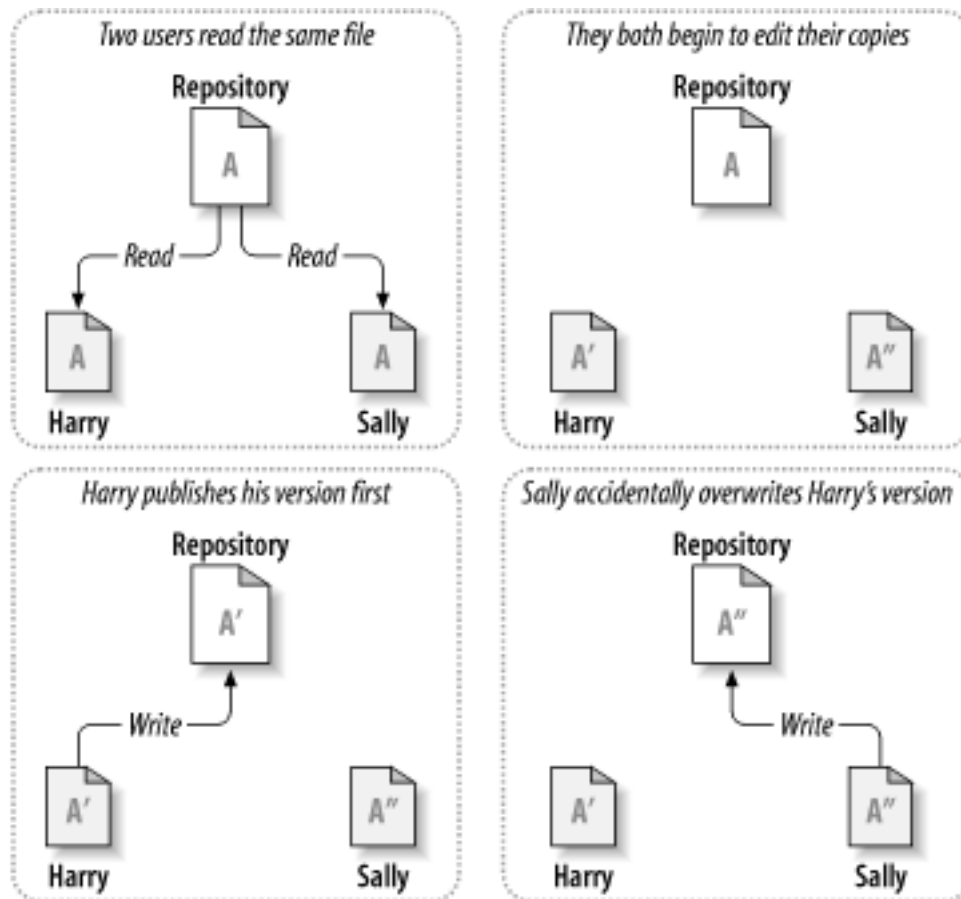 Two users read the same file
Repository
A
Read Read
A A
Harry Sally
They both begin to edit their copies
Repository
A
A′ A″
Harry Sally
Harry publishes his version first
Repository
A′
Write
A′ A″
Harry Sally
Sally accidentally overwrites Harry’s version
Repository
A″
Write
A′ A″
Harry Sally